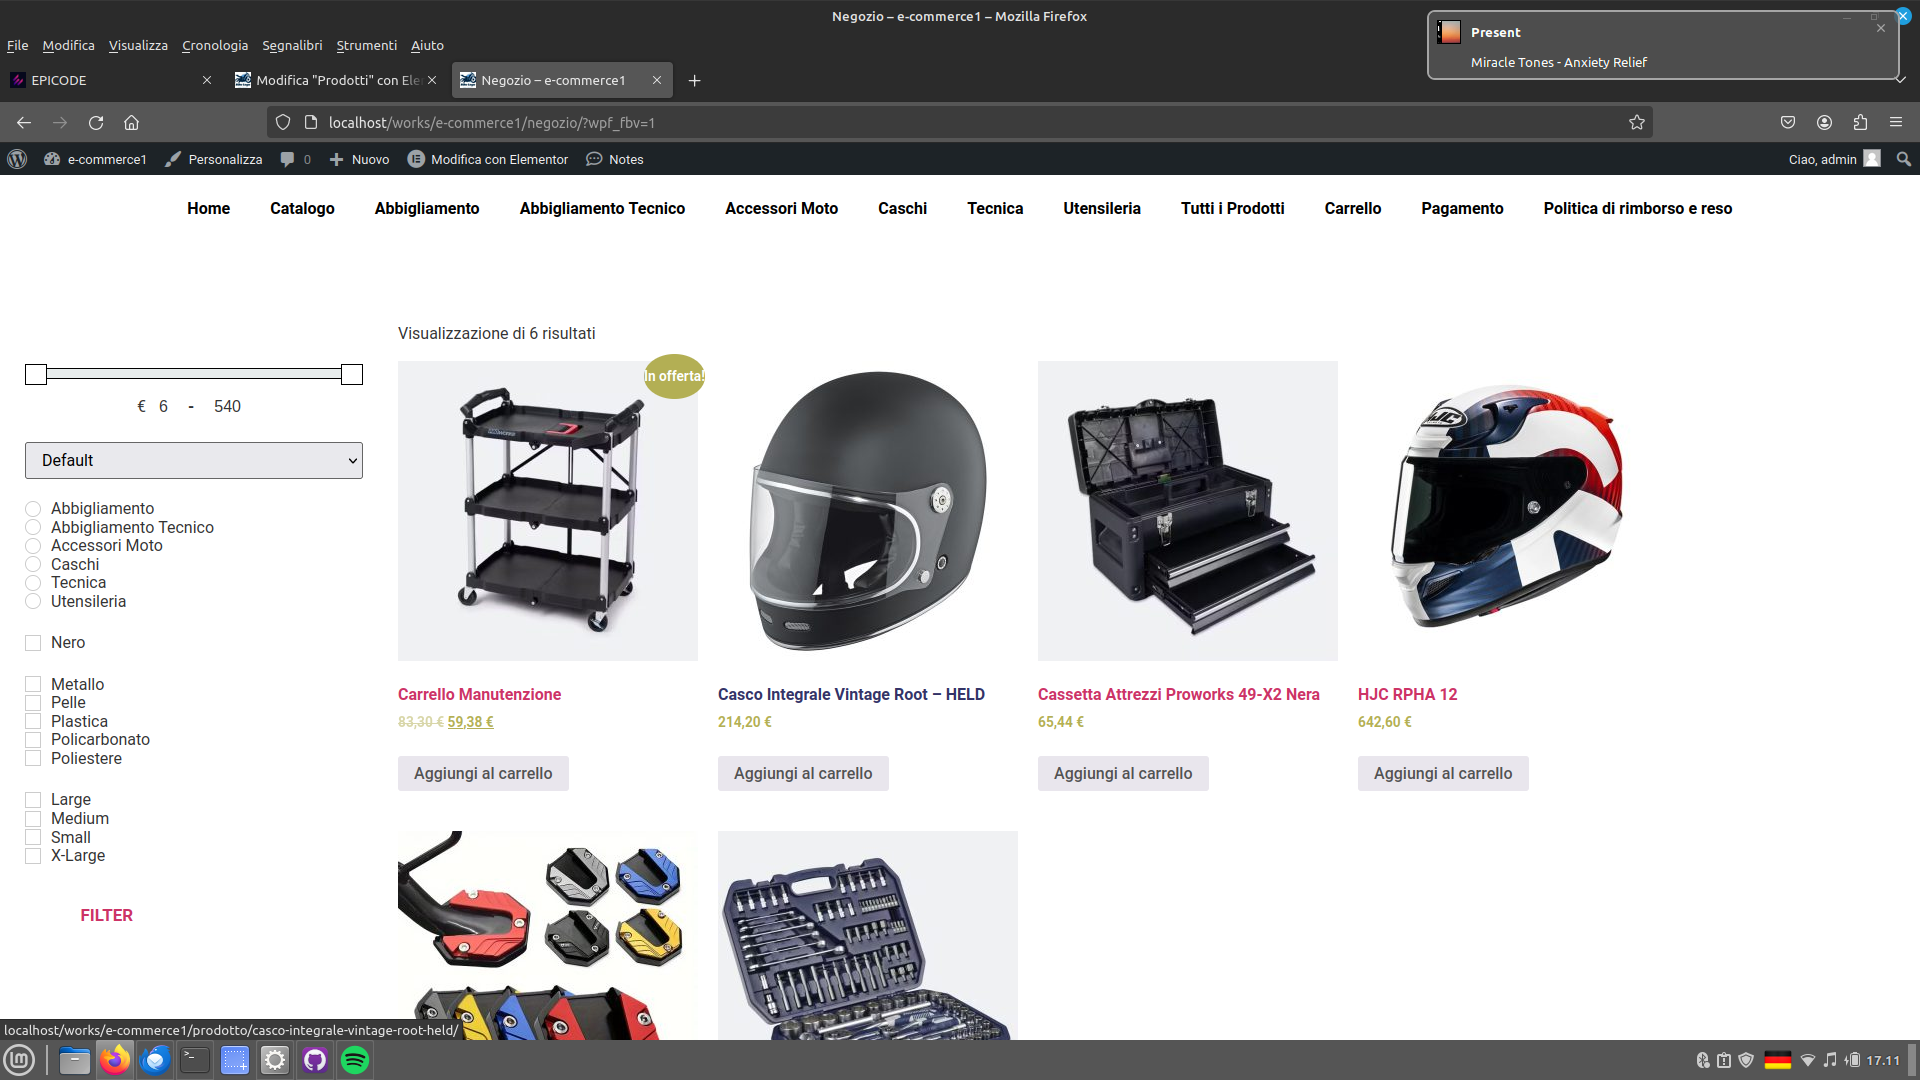 Negozio – e-commerce1 – Mozilla Firefox
Present
Miracle Tones - Anxiety Relief
File Modifica Visualizza Cronologia Segnalibri Strumenti Aiuto
EPICODE
Modifica "Prodotti" con Ele
Negozio – e-commerce1
localhost/works/e-commerce1/negozio/?wpf_fbv=1
e-commerce1 Personalizza 0 Nuovo Modifica con Elementor Notes Ciao, admin
Home Catalogo Abbigliamento Abbigliamento Tecnico Accessori Moto Caschi Tecnica Utensileria Tutti i Prodotti Carrello Pagamento Politica di rimborso e reso
Visualizzazione di 6 risultati
€ 6 - 540
Default
Abbigliamento
Abbigliamento Tecnico
Accessori Moto
Caschi
Tecnica
Utensileria
Nero
Metallo
Pelle
Plastica
Policarbonato
Poliestere
Large
Medium
Small
X-Large
FILTER
In offerta!
Carrello Manutenzione
83,30 € 59,38 €
Aggiungi al carrello
Casco Integrale Vintage Root – HELD
214,20 €
Aggiungi al carrello
Cassetta Attrezzi Proworks 49-X2 Nera
65,44 €
Aggiungi al carrello
HJC
HJC RPHA 12
642,60 €
Aggiungi al carrello
localhost/works/e-commerce1/prodotto/casco-integrale-vintage-root-held/
17.11